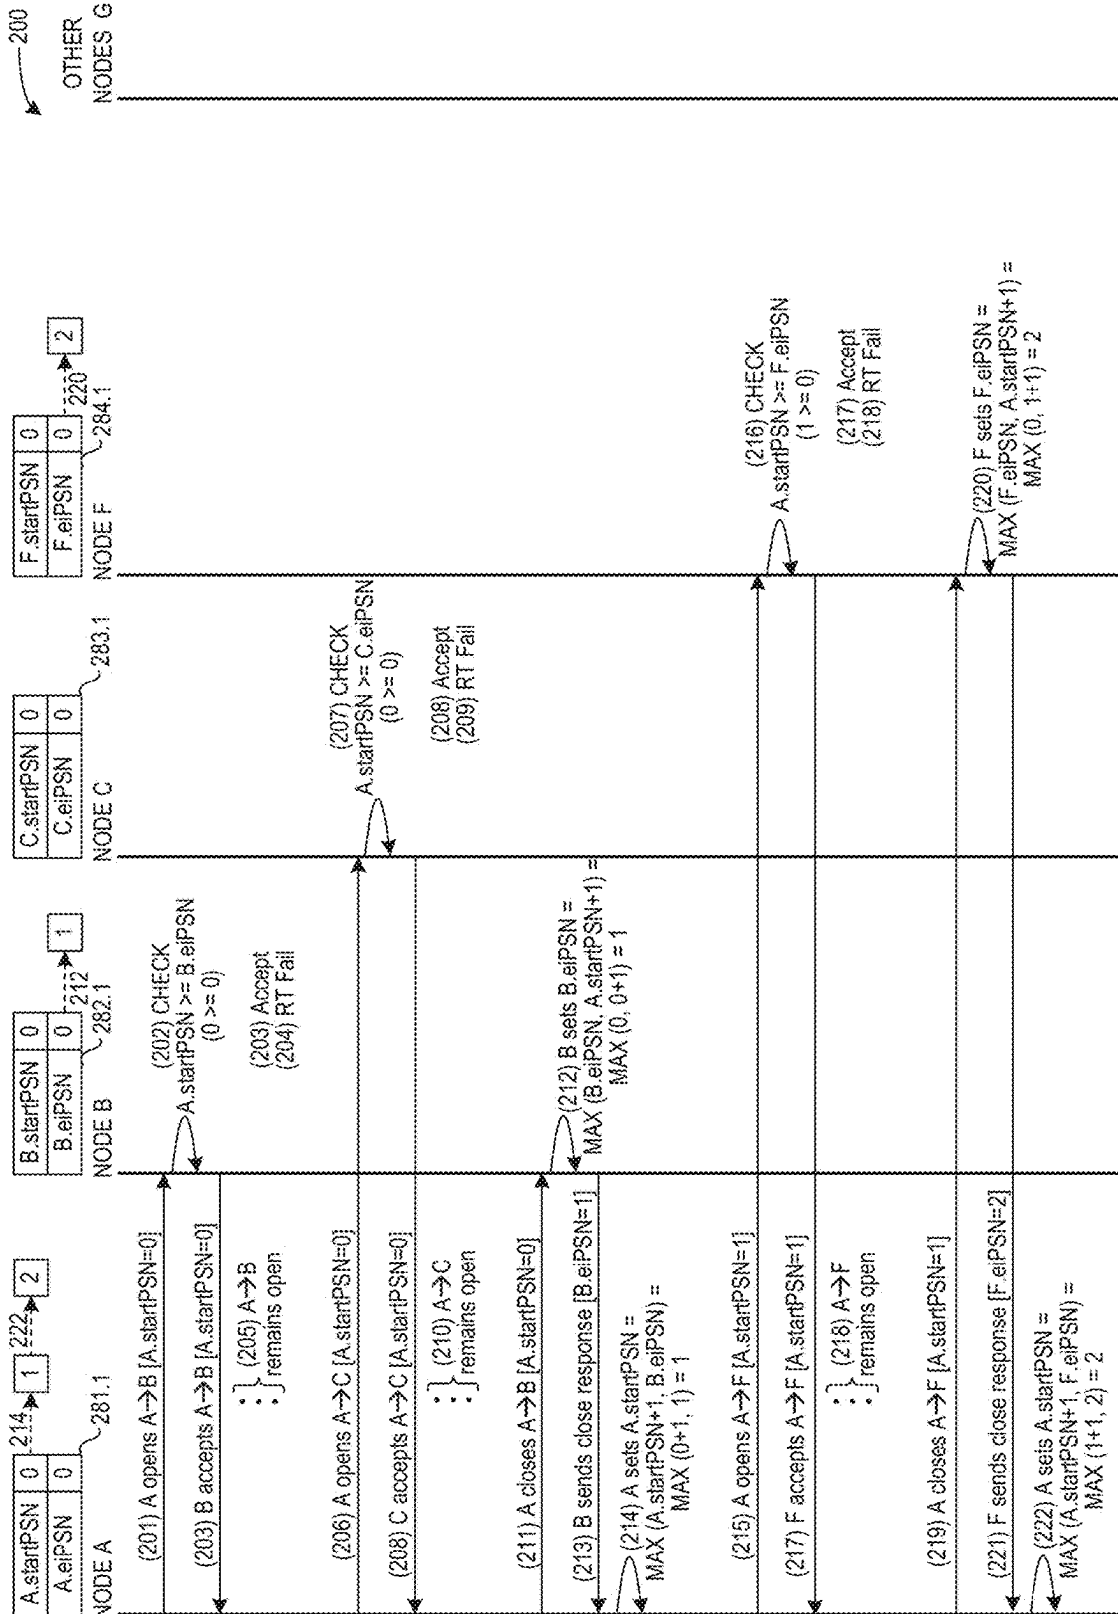 200
A.startPSN 0
A.eiPSN 0
214
1
222
2
281.1
NODE A
B.startPSN 0
B.eiPSN 0
212
1
282.1
NODE B
C.startPSN 0
C.eiPSN 0
283.1
NODE C
F.startPSN 0
F.eiPSN 0
220
2
284.1
NODE F
OTHER
NODES G
(201) A opens A→B [A.startPSN=0]
(202) CHECK
A.startPSN >= B.eiPSN
(0 >= 0)
(203) B accepts A→B [A.startPSN=0]
(203) Accept
(204) RT Fail
(205) A→B
remains open
(206) A opens A→C [A.startPSN=0]
(207) CHECK
A.startPSN >= C.eiPSN
(0 >= 0)
(208) C accepts A→C [A.startPSN=0]
(208) Accept
(209) RT Fail
(210) A→C
remains open
(211) A closes A→B [A.startPSN=0]
(212) B sets B.eiPSN =
MAX (B.eiPSN, A.startPSN+1) =
MAX (0, 0+1) = 1
(213) B sends close response [B.eiPSN=1]
(214) A sets A.startPSN =
MAX (A.startPSN+1, B.eiPSN) =
MAX (0+1, 1) = 1
(215) A opens A→F [A.startPSN=1]
(216) CHECK
A.startPSN >= F.eiPSN
(1 >= 0)
(217) F accepts A→F [A.startPSN=1]
(217) Accept
(218) RT Fail
(218) A→F
remains open
(219) A closes A→F [A.startPSN=1]
(220) F sets F.eiPSN =
MAX (F.eiPSN, A.startPSN+1) =
MAX (0, 1+1) = 2
(221) F sends close response [F.eiPSN=2]
(222) A sets A.startPSN =
MAX (A.startPSN+1, F.eiPSN) =
MAX (1+1, 2) = 2